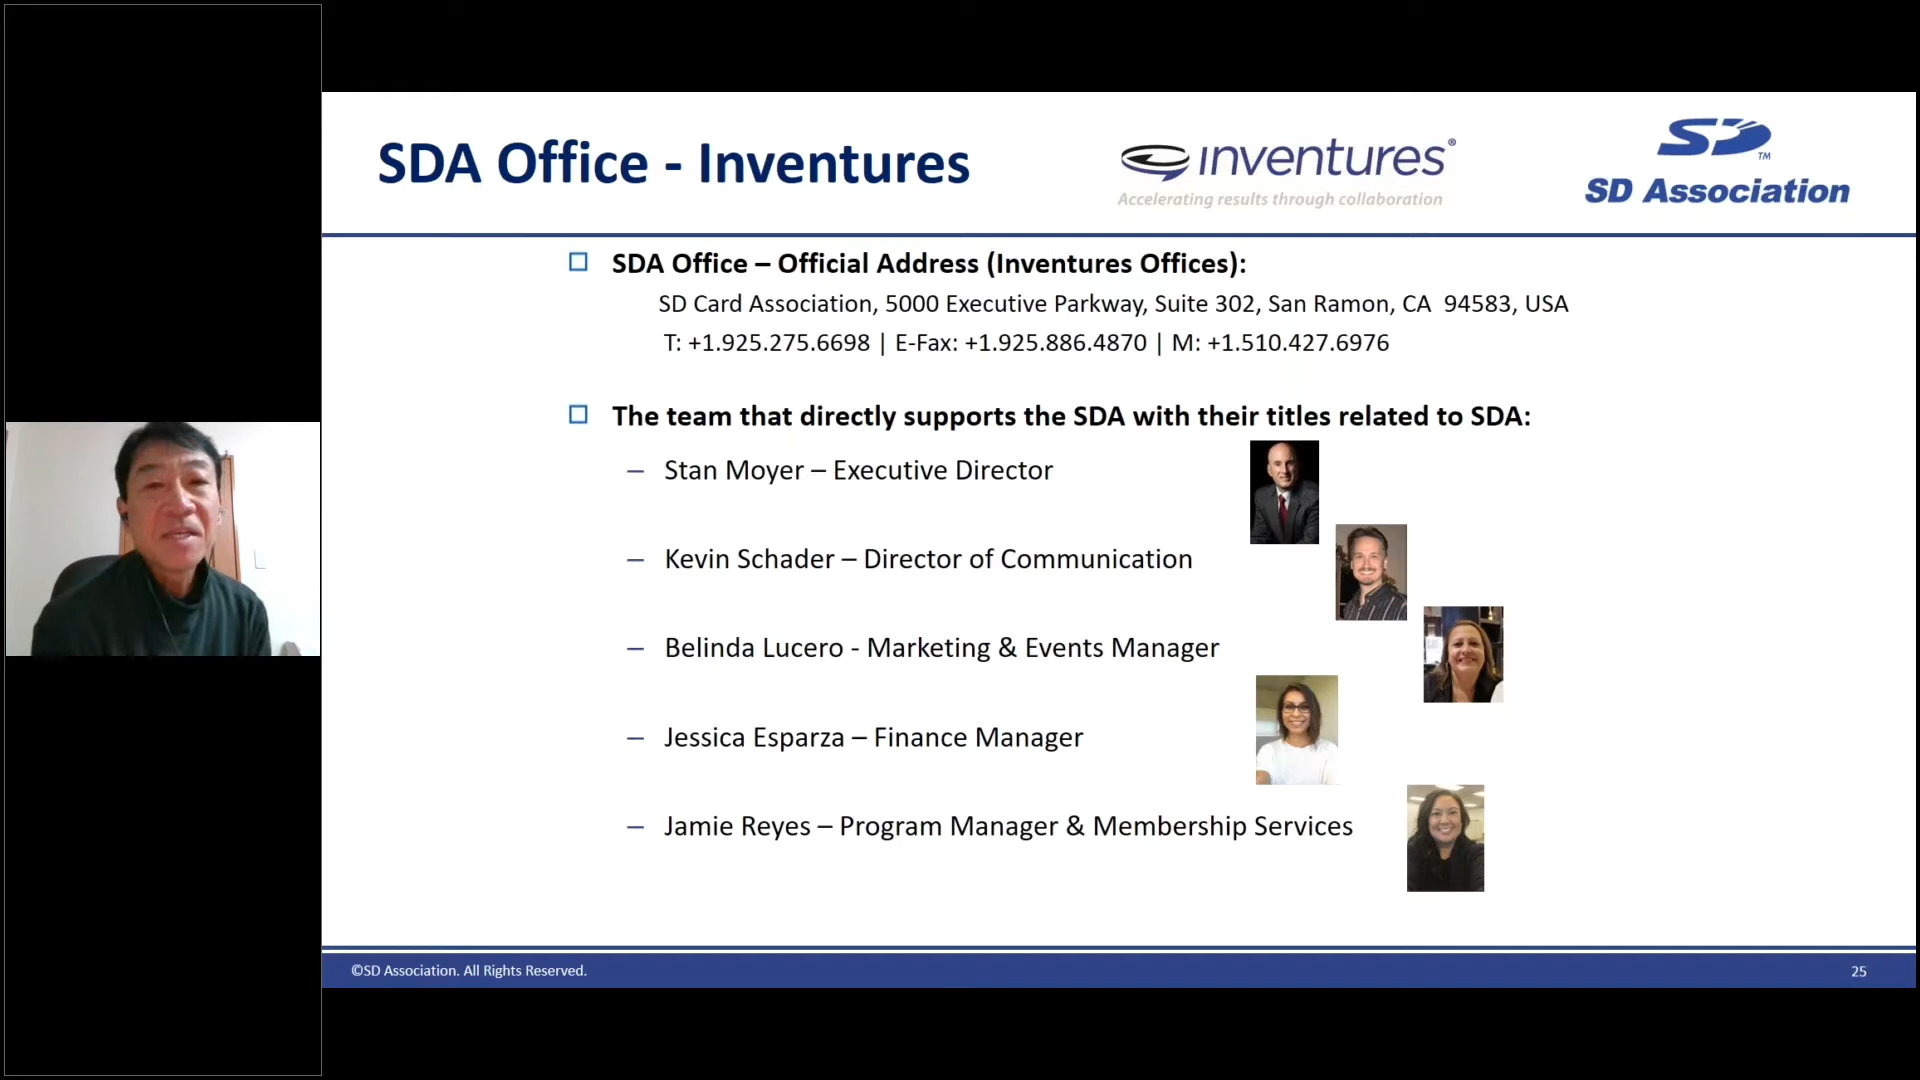 SDA Office - Inventures
inventures®
Accelerating results through collaboration
SD™
SD Association
SDA Office – Official Address (Inventures Offices):
SD Card Association, 5000 Executive Parkway, Suite 302, San Ramon, CA  94583, USA
T: +1.925.275.6698 | E-Fax: +1.925.886.4870 | M: +1.510.427.6976
The team that directly supports the SDA with their titles related to SDA:
– Stan Moyer – Executive Director
– Kevin Schader – Director of Communication
– Belinda Lucero - Marketing & Events Manager
– Jessica Esparza – Finance Manager
– Jamie Reyes – Program Manager & Membership Services
©SD Association. All Rights Reserved.
25